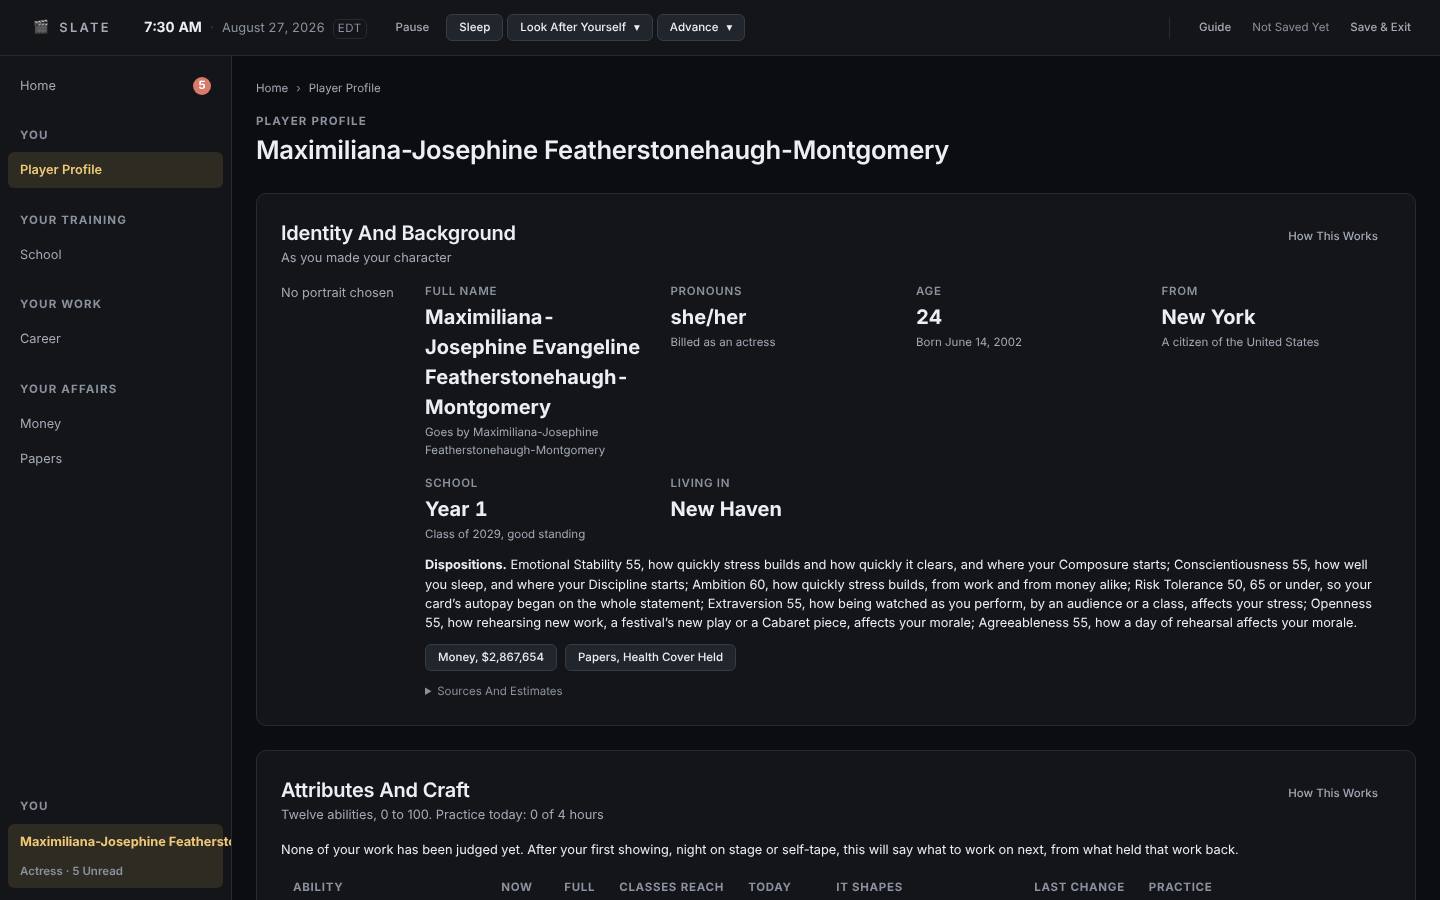 SLATE
7:30 AM · August 27, 2026 EDT
Pause
Sleep
Look After Yourself ▾
Advance ▾
Guide
Not Saved Yet
Save & Exit
Home
5
YOU
Player Profile
YOUR TRAINING
School
YOUR WORK
Career
YOUR AFFAIRS
Money
Papers
YOU
Maximiliana-Josephine Featherst
Actress · 5 Unread
Home › Player Profile
PLAYER PROFILE
Maximiliana-Josephine Featherstonehaugh-Montgomery
Identity And Background
How This Works
As you made your character
No portrait chosen
FULL NAME
Maximiliana-
Josephine Evangeline
Featherstonehaugh-
Montgomery
Goes by Maximiliana-Josephine
Featherstonehaugh-Montgomery
PRONOUNS
she/her
Billed as an actress
AGE
24
Born June 14, 2002
FROM
New York
A citizen of the United States
SCHOOL
Year 1
Class of 2029, good standing
LIVING IN
New Haven
Dispositions. Emotional Stability 55, how quickly stress builds and how quickly it clears, and where your Composure starts; Conscientiousness 55, how well
you sleep, and where your Discipline starts; Ambition 60, how quickly stress builds, from work and from money alike; Risk Tolerance 50, 65 or under, so your
card's autopay began on the whole statement; Extraversion 55, how being watched as you perform, by an audience or a class, affects your stress; Openness
55, how rehearsing new work, a festival's new play or a Cabaret piece, affects your morale; Agreeableness 55, how a day of rehearsal affects your morale.
Money, $2,867,654
Papers, Health Cover Held
▶ Sources And Estimates
Attributes And Craft
How This Works
Twelve abilities, 0 to 100. Practice today: 0 of 4 hours
None of your work has been judged yet. After your first showing, night on stage or self-tape, this will say what to work on next, from what held that work back.
ABILITY NOW FULL CLASSES REACH TODAY IT SHAPES LAST CHANGE PRACTICE